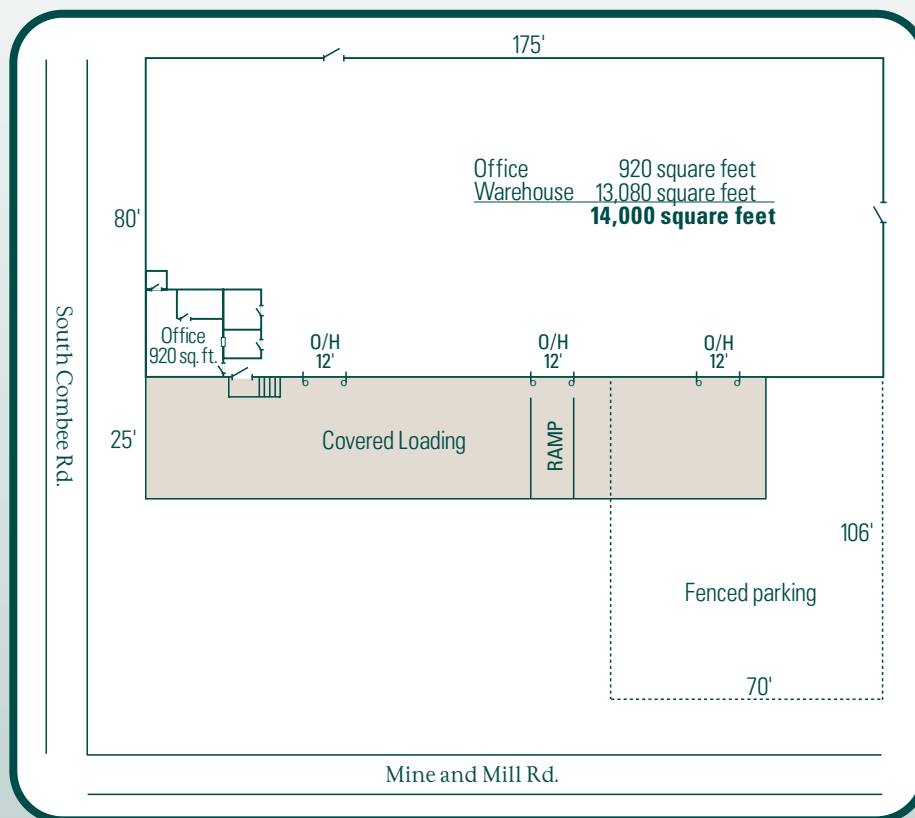 175'
Office 920 square feet
Warehouse 13,080 square feet
14,000 square feet
80'
South Combee Rd.
Office
920 sq. ft.
O/H
12'
O/H
12'
O/H
12'
25'
Covered Loading
RAMP
106'
Fenced parking
70'
Mine and Mill Rd.